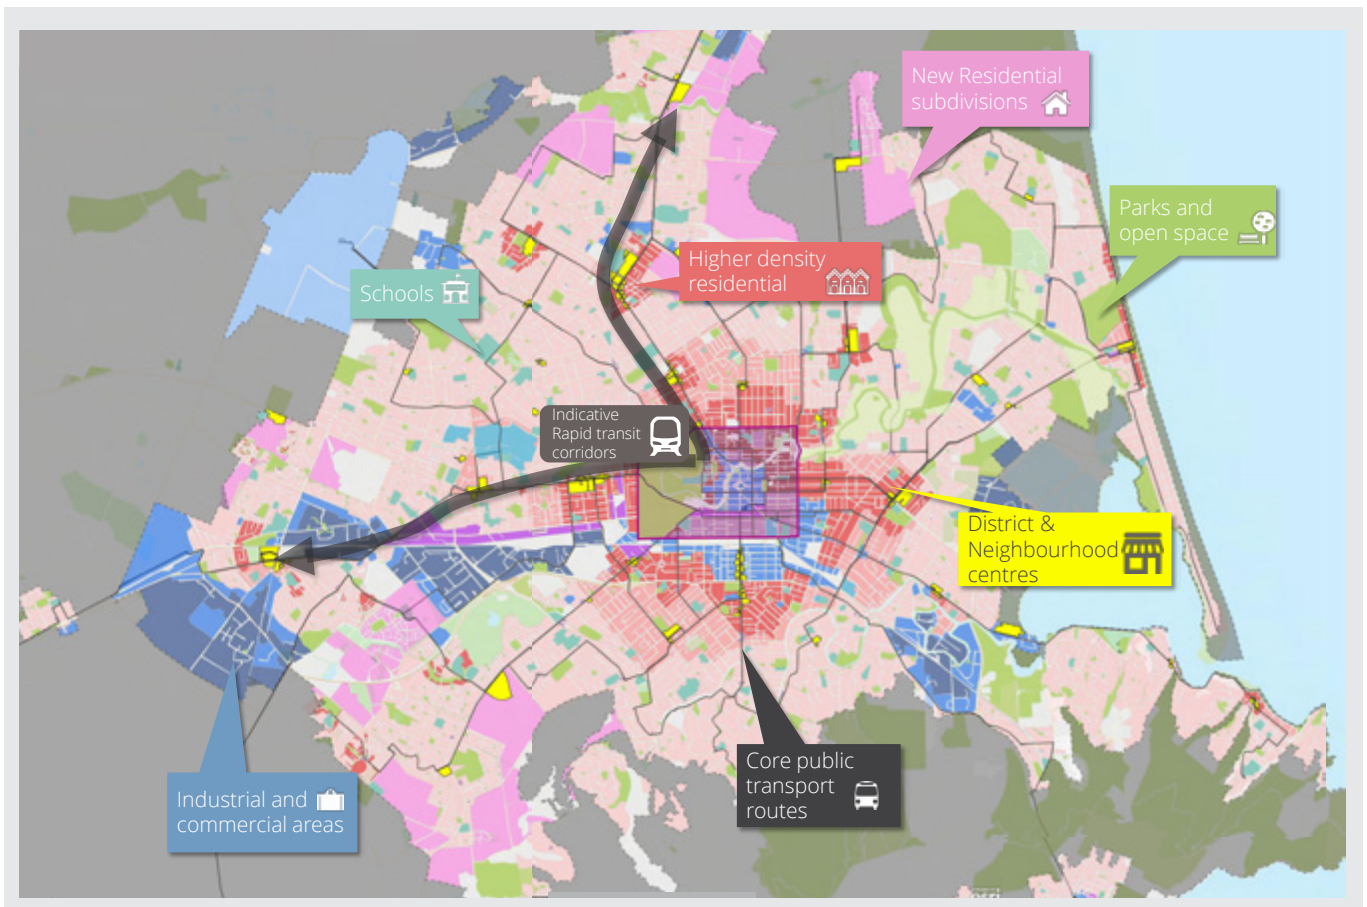 New Residential
subdivisions
Parks and
open space
Higher density
residential
Schools
Indicative
Rapid transit
corridors
District &
Neighbourhood
centres
Core public
transport
routes
Industrial and
commercial areas